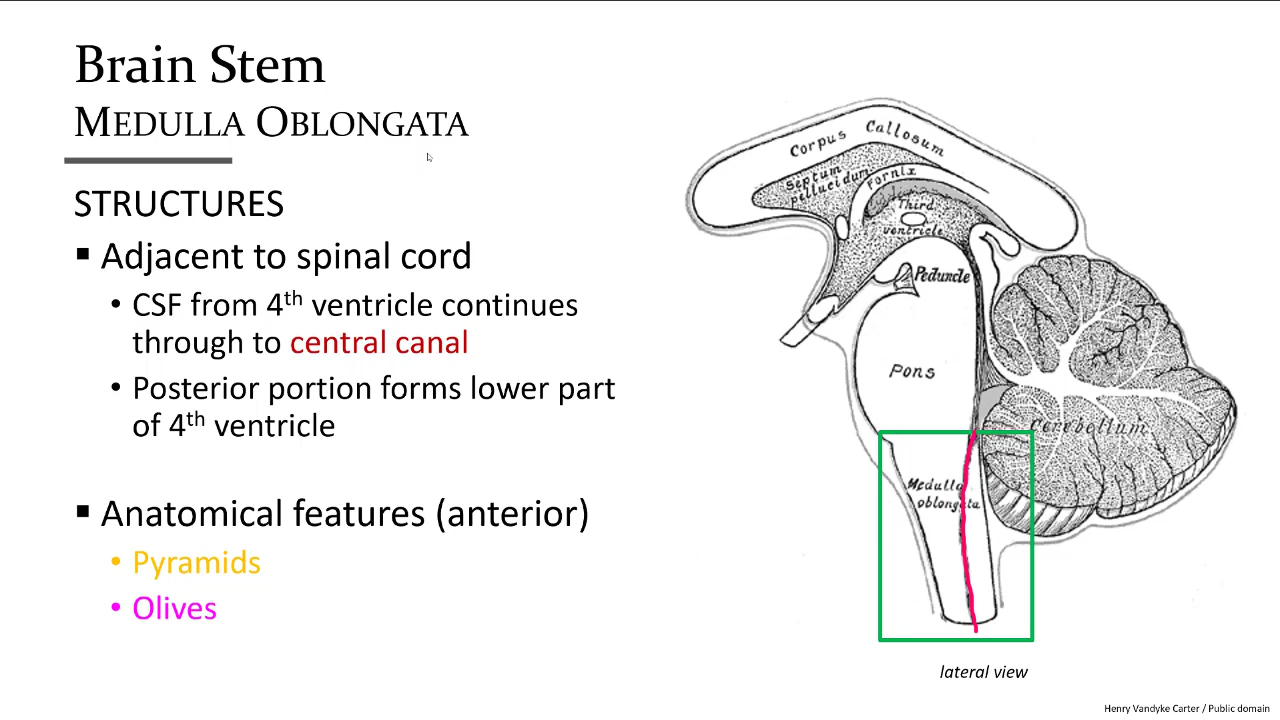 Brain Stem
MEDULLA OBLONGATA
STRUCTURES
▪ Adjacent to spinal cord
• CSF from 4th ventricle continues
through to central canal
• Posterior portion forms lower part
of 4th ventricle
▪ Anatomical features (anterior)
• Pyramids
• Olives
Corpus Callosum
Septum
pillucidum
Fornix
Third
ventricle
Peduncle
Pons
Cerebellum
Medulla
oblongata
lateral view
Henry Vandyke Carter / Public domain